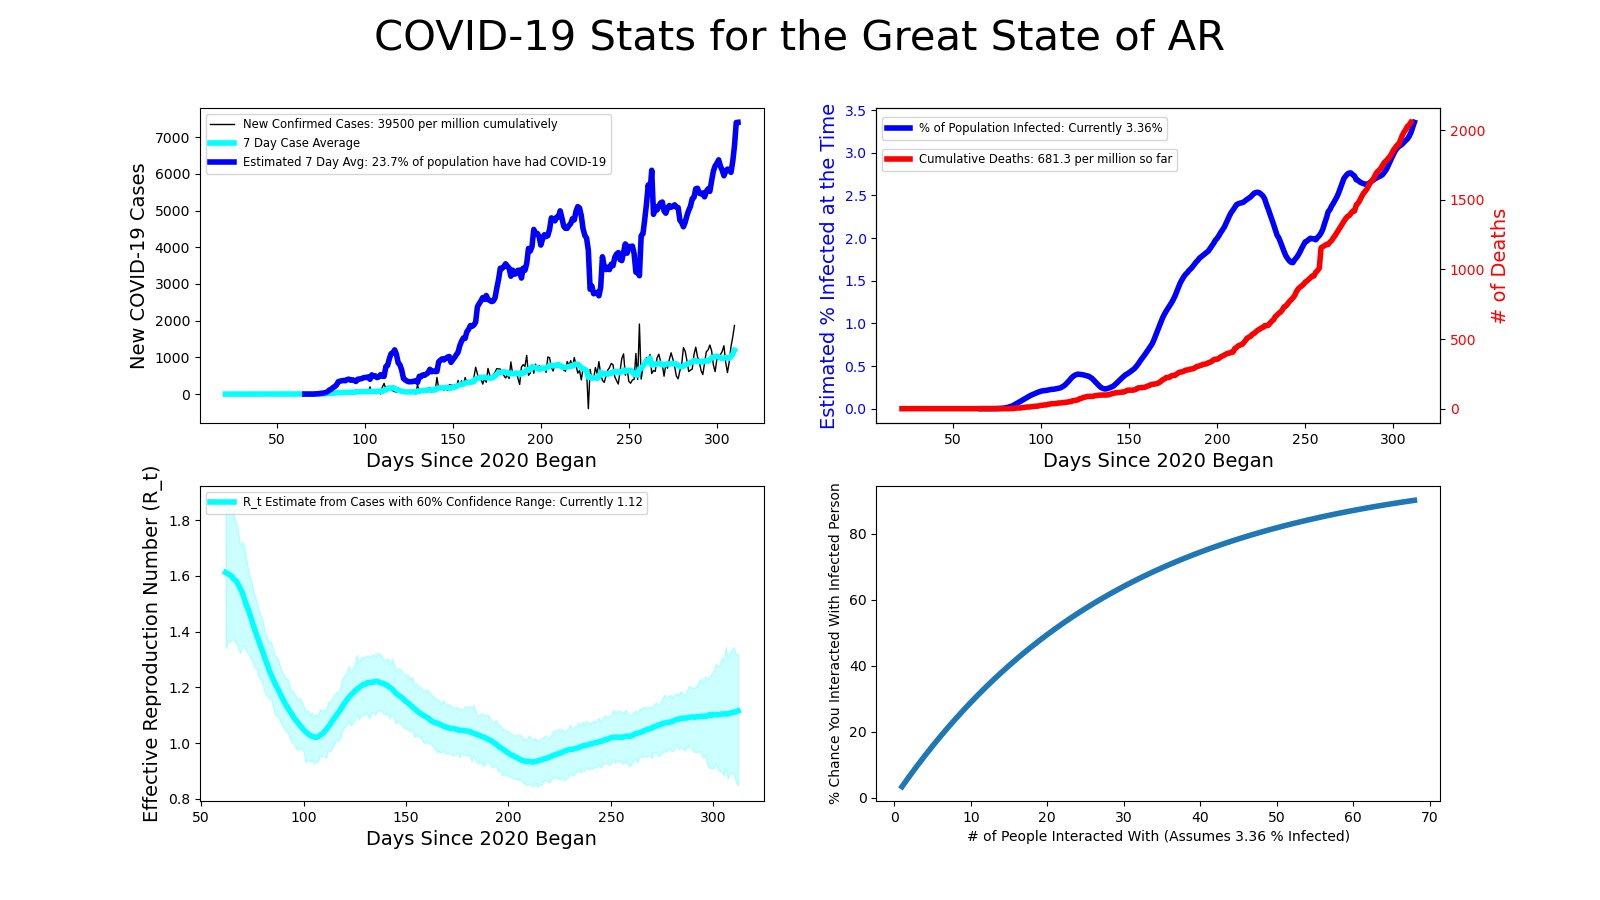 COVID-19 Stats for the Great State of AR
New COVID-19 Cases
7000
6000
5000
4000
3000
2000
1000
0
New Confirmed Cases: 39500 per million cumulatively
7 Day Case Average
Estimated 7 Day Avg: 23.7% of population have had COVID-19
50 100 150 200 250 300
Days Since 2020 Began
Estimated % Infected at the Time
3.5
3.0
2.5
2.0
1.5
1.0
0.5
0.0
% of Population Infected: Currently 3.36%
Cumulative Deaths: 681.3 per million so far
2000
1500
1000
500
0
# of Deaths
50 100 150 200 250 300
Days Since 2020 Began
Effective Reproduction Number (R_t)
1.8
1.6
1.4
1.2
1.0
0.8
R_t Estimate from Cases with 60% Confidence Range: Currently 1.12
50 100 150 200 250 300
Days Since 2020 Began
% Chance You Interacted With Infected Person
80
60
40
20
0
0 10 20 30 40 50 60 70
# of People Interacted With (Assumes 3.36 % Infected)